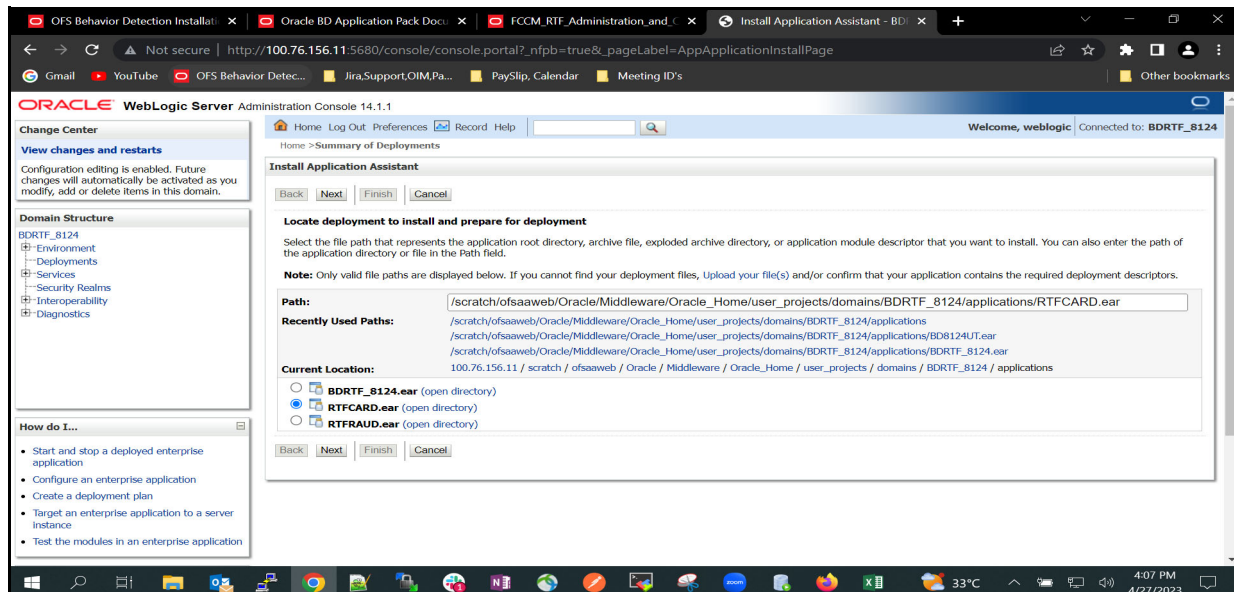 OFS Behavior Detection Installati
Oracle BD Application Pack Docu
FCCM_RTF_Administration_and_C
Install Application Assistant - BDR
Not secure | http://100.76.156.11:5680/console/console.portal?_nfpb=true&_pageLabel=AppApplicationInstallPage
Gmail YouTube OFS Behavior Detec... Jira,Support,OIM,Pa... PaySlip, Calendar Meeting ID's Other bookmarks
ORACLE WebLogic Server Administration Console 14.1.1
Change Center
View changes and restarts
Configuration editing is enabled. Future
changes will automatically be activated as you
modify, add or delete items in this domain.
Domain Structure
BDRTF_8124
Environment
Deployments
Services
Security Realms
Interoperability
Diagnostics
How do I...
Start and stop a deployed enterprise
application
Configure an enterprise application
Create a deployment plan
Target an enterprise application to a server
instance
Test the modules in an enterprise application
Home Log Out Preferences Record Help
Welcome, weblogic Connected to: BDRTF_8124
Home >Summary of Deployments
Install Application Assistant
Back Next Finish Cancel
Locate deployment to install and prepare for deployment
Select the file path that represents the application root directory, archive file, exploded archive directory, or application module descriptor that you want to install. You can also enter the path of
the application directory or file in the Path field.
Note: Only valid file paths are displayed below. If you cannot find your deployment files, Upload your file(s) and/or confirm that your application contains the required deployment descriptors.
Path: /scratch/ofsaaweb/Oracle/Middleware/Oracle_Home/user_projects/domains/BDRTF_8124/applications/RTFCARD.ear
Recently Used Paths: /scratch/ofsaaweb/Oracle/Middleware/Oracle_Home/user_projects/domains/BDRTF_8124/applications
/scratch/ofsaaweb/Oracle/Middleware/Oracle_Home/user_projects/domains/BDRTF_8124/applications/BD8124UT.ear
/scratch/ofsaaweb/Oracle/Middleware/Oracle_Home/user_projects/domains/BDRTF_8124/applications/BDRTF_8124.ear
Current Location: 100.76.156.11 / scratch / ofsaaweb / Oracle / Middleware / Oracle_Home / user_projects / domains / BDRTF_8124 / applications
BDRTF_8124.ear (open directory)
RTFCARD.ear (open directory)
RTFRAUD.ear (open directory)
Back Next Finish Cancel
33°C
4:07 PM
4/27/2023